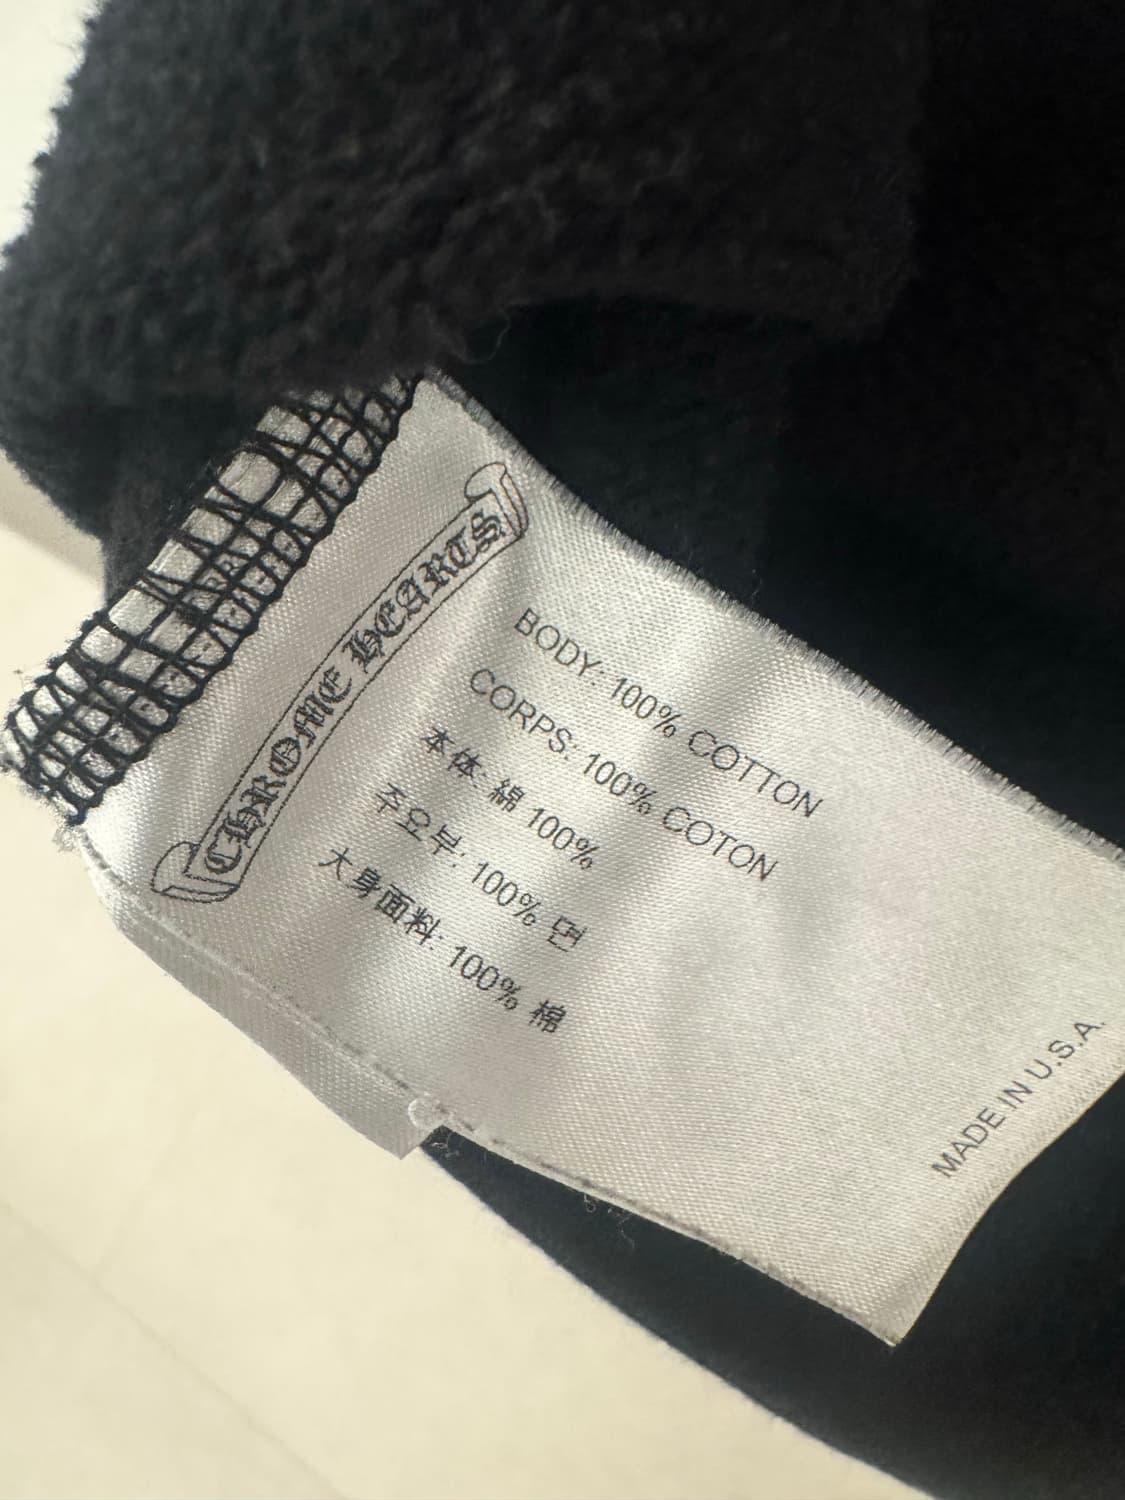 CHROME HEARTS
BODY: 100% COTTON
CORPS: 100% COTON
本体: 綿 100%
주요부: 100% 면
大身面料: 100% 棉
MADE IN U.S.A.